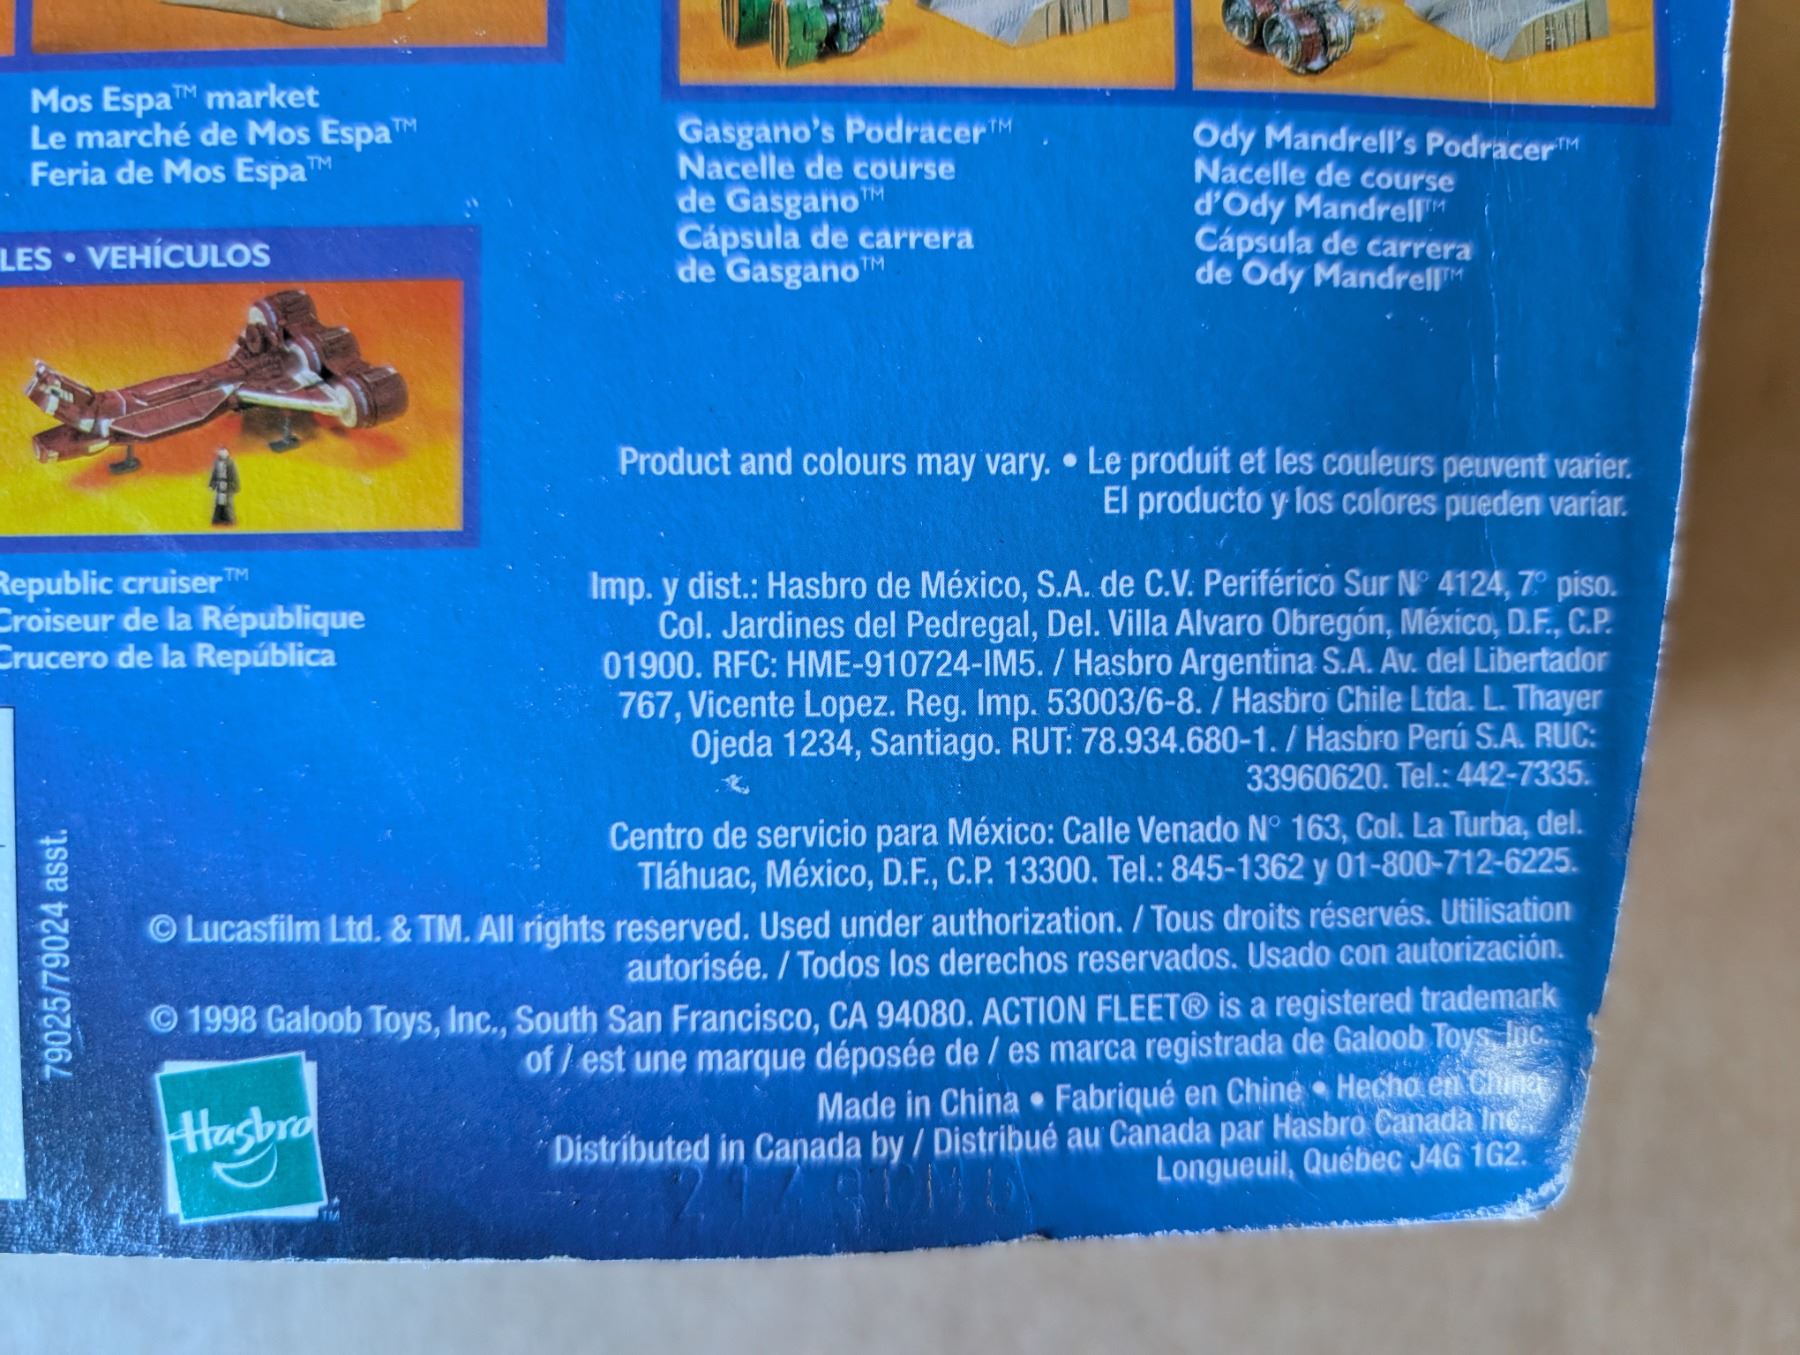 Mos Espa™ market
Le marché de Mos Espa™
Feria de Mos Espa™
Gasgano's Podracer™
Nacelle de course
de Gasgano™
Cápsula de carrera
de Gasgano™
Ody Mandrell's Podracer™
Nacelle de course
d'Ody Mandrell™
Cápsula de carrera
de Ody Mandrell™
LES • VEHÍCULOS
Republic cruiser™
Croiseur de la République
Crucero de la República
Product and colours may vary. • Le produit et les couleurs peuvent varier.
El producto y los colores pueden variar.
Imp. y dist.: Hasbro de México, S.A. de C.V. Periférico Sur N° 4124, 7° piso.
Col. Jardines del Pedregal, Del. Villa Alvaro Obregón, México, D.F., C.P.
01900. RFC: HME-910724-IM5. / Hasbro Argentina S.A. Av. del Libertador
767, Vicente Lopez. Reg. Imp. 53003/6-8. / Hasbro Chile Ltda. L. Thayer
Ojeda 1234, Santiago. RUT: 78.934.680-1. / Hasbro Perú S.A. RUC:
33960620. Tel.: 442-7335.
Centro de servicio para México: Calle Venado N° 163, Col. La Turba, del.
Tláhuac, México, D.F., C.P. 13300. Tel.: 845-1362 y 01-800-712-6225.
© Lucasfilm Ltd. & TM. All rights reserved. Used under authorization. / Tous droits réservés. Utilisation
autorisée. / Todos los derechos reservados. Usado con autorización.
© 1998 Galoob Toys, Inc., South San Francisco, CA 94080. ACTION FLEET® is a registered trademark
of / est une marque déposée de / es marca registrada de Galoob Toys, Inc.
Made in China • Fabriqué en Chine • Hecho en China
Distributed in Canada by / Distribué au Canada par Hasbro Canada Inc.,
Longueuil, Québec J4G 1G2.
79025/79024 asst.
Hasbro
TM